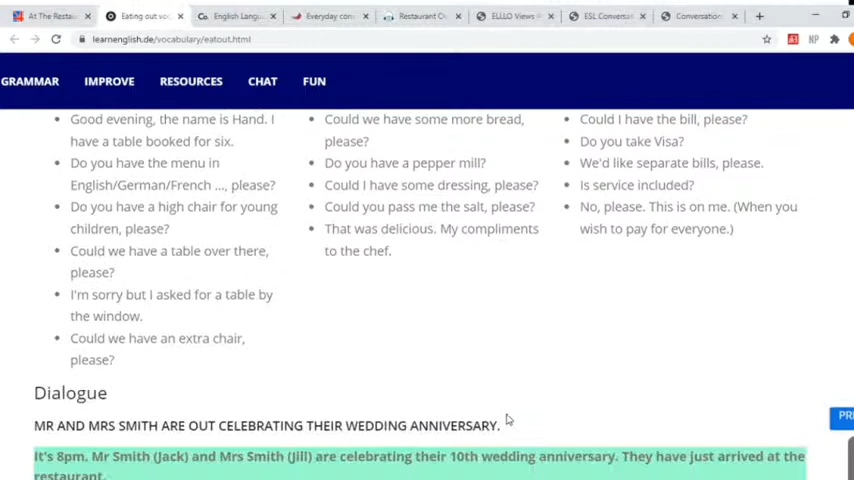 At The Restau
Eating out voc
English Langu
Everyday con
Restaurant O
ELLLO Views
ESL Conversa
Conversation
learnenglish.de/vocabulary/eatout.html
NP
GRAMMAR IMPROVE RESOURCES CHAT FUN
Good evening, the name is Hand. I
have a table booked for six.
Do you have the menu in
English/German/French ..., please?
Do you have a high chair for young
children, please?
Could we have a table over there,
please?
I'm sorry but I asked for a table by
the window.
Could we have an extra chair,
please?
Could we have some more bread,
please?
Do you have a pepper mill?
Could I have some dressing, please?
Could you pass me the salt, please?
That was delicious. My compliments
to the chef.
Could I have the bill, please?
Do you take Visa?
We'd like separate bills, please.
Is service included?
No, please. This is on me. (When you
wish to pay for everyone.)
Dialogue
MR AND MRS SMITH ARE OUT CELEBRATING THEIR WEDDING ANNIVERSARY.
PRI
It's 8pm. Mr Smith (Jack) and Mrs Smith (Jill) are celebrating their 10th wedding anniversary. They have just arrived at the
restaurant.